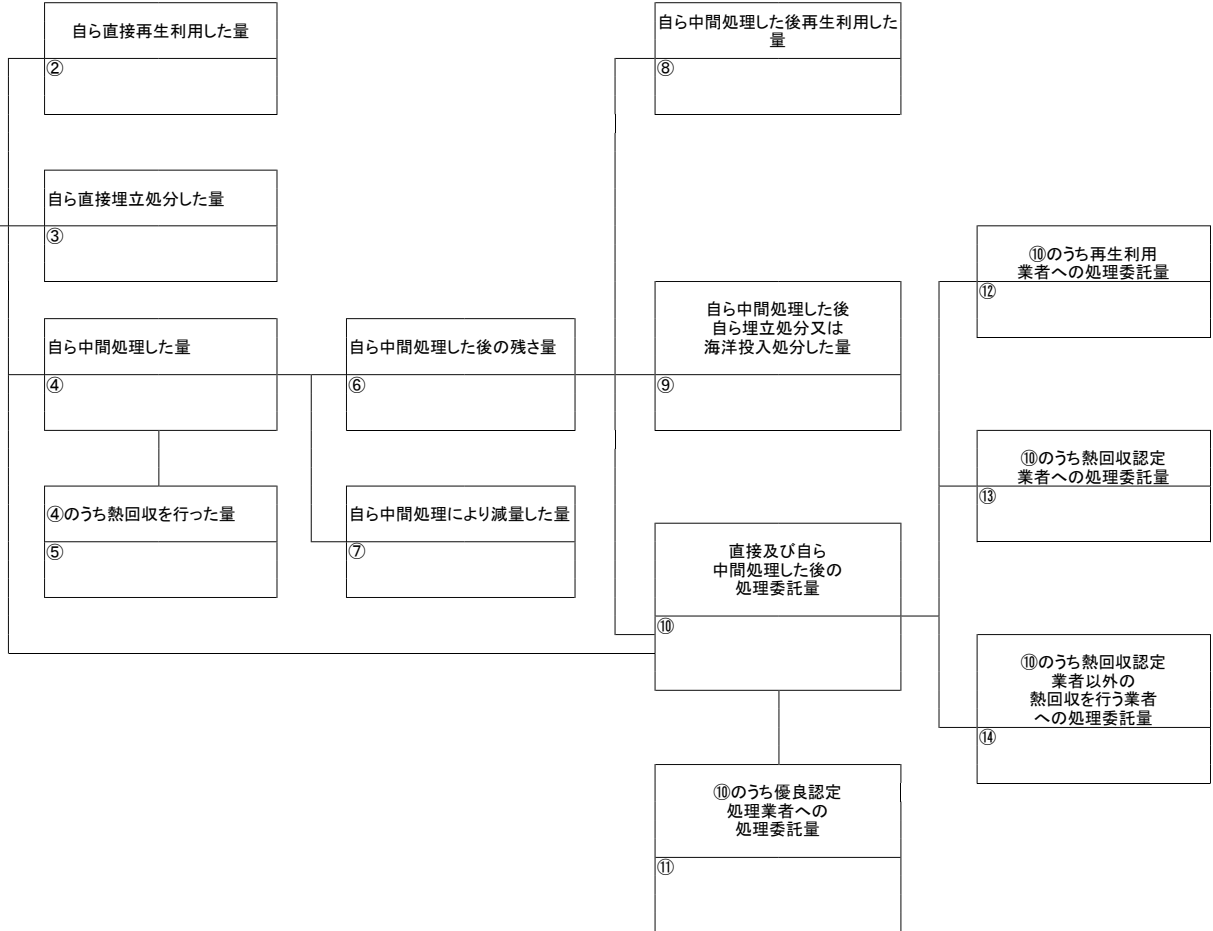 自ら直接再生利用した量
②
自ら中間処理した後再生利用した
量
⑧
自ら直接埋立処分した量
③
⑩のうち再生利用
業者への処理委託量
⑫
自ら中間処理した後
自ら埋立処分又は
海洋投入処分した量
⑨
自ら中間処理した量
④
自ら中間処理した後の残さ量
⑥
⑩のうち熱回収認定
業者への処理委託量
⑬
④のうち熱回収を行った量
⑤
自ら中間処理により減量した量
⑦
直接及び自ら
中間処理した後の
処理委託量
⑩
⑩のうち熱回収認定
業者以外の
熱回収を行う業者
への処理委託量
⑭
⑩のうち優良認定
処理業者への
処理委託量
⑪